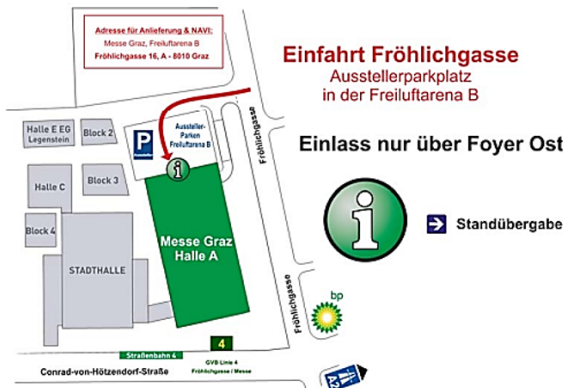 Adresse für Anlieferung & NAVI:
Messe Graz, Freiluftarena B
Fröhlichgasse 16, A - 8010 Graz
Einfahrt Fröhlichgasse
Ausstellerparkplatz
in der Freiluftarena B
Einlass nur über Foyer Ost
i
Standübergabe
Halle E EG
Legenstein
Block 2
P
Aussteller-
Parken
Freiluftarena B
Fröhlichgasse
i
Halle C
Block 3
Block 4
STADTHALLE
Messe Graz
Halle A
Fröhlichgasse
bp
4
Straßenbahn 4
GVB Linie 4
Fröhlichgasse / Messe
Conrad-von-Hötzendorf-Straße